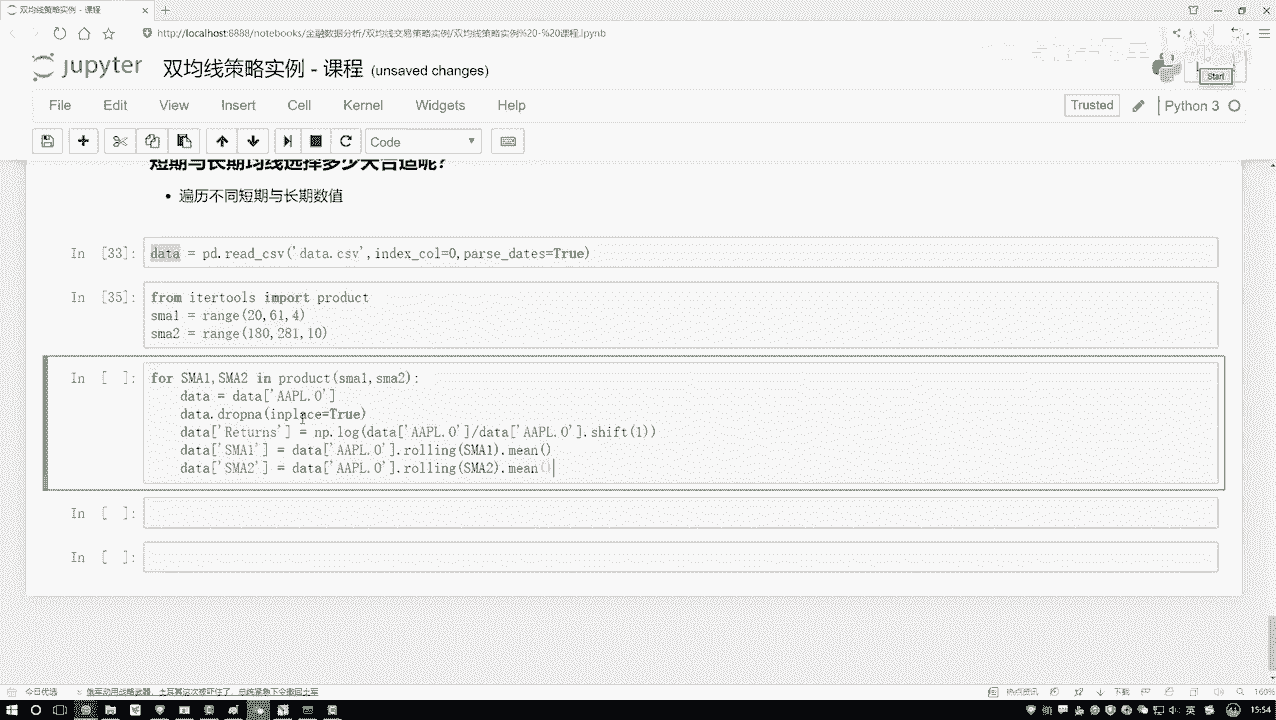 双均线策略实例 - 课程
http://localhost:8888/notebooks/金融数据分析/双均线交易策略实例/双均线策略实例%20-%20课程.ipynb
jupyter 双均线策略实例 - 课程 (unsaved changes)
Start
File Edit View Insert Cell Kernel Widgets Help
Trusted Python 3
Code
短期与长期均线选择多少天合适呢?
• 遍历不同短期与长期数值
In [33]: data = pd.read_csv('data.csv',index_col=0,parse_dates=True)
In [35]: from itertools import product
sma1 = range(20,61,4)
sma2 = range(180,281,10)
In [ ]: for SMA1,SMA2 in product(sma1,sma2):
data = data['AAPL.O']
data.dropna(inplace=True)
data['Returns'] = np.log(data['AAPL.O']/data['AAPL.O'].shift(1))
data['SMA1'] = data['AAPL.O'].rolling(SMA1).mean()
data['SMA2'] = data['AAPL.O'].rolling(SMA2).mean()
In [ ]:
In [ ]:
今日优选
热点资讯 下载 160%
英 15:54